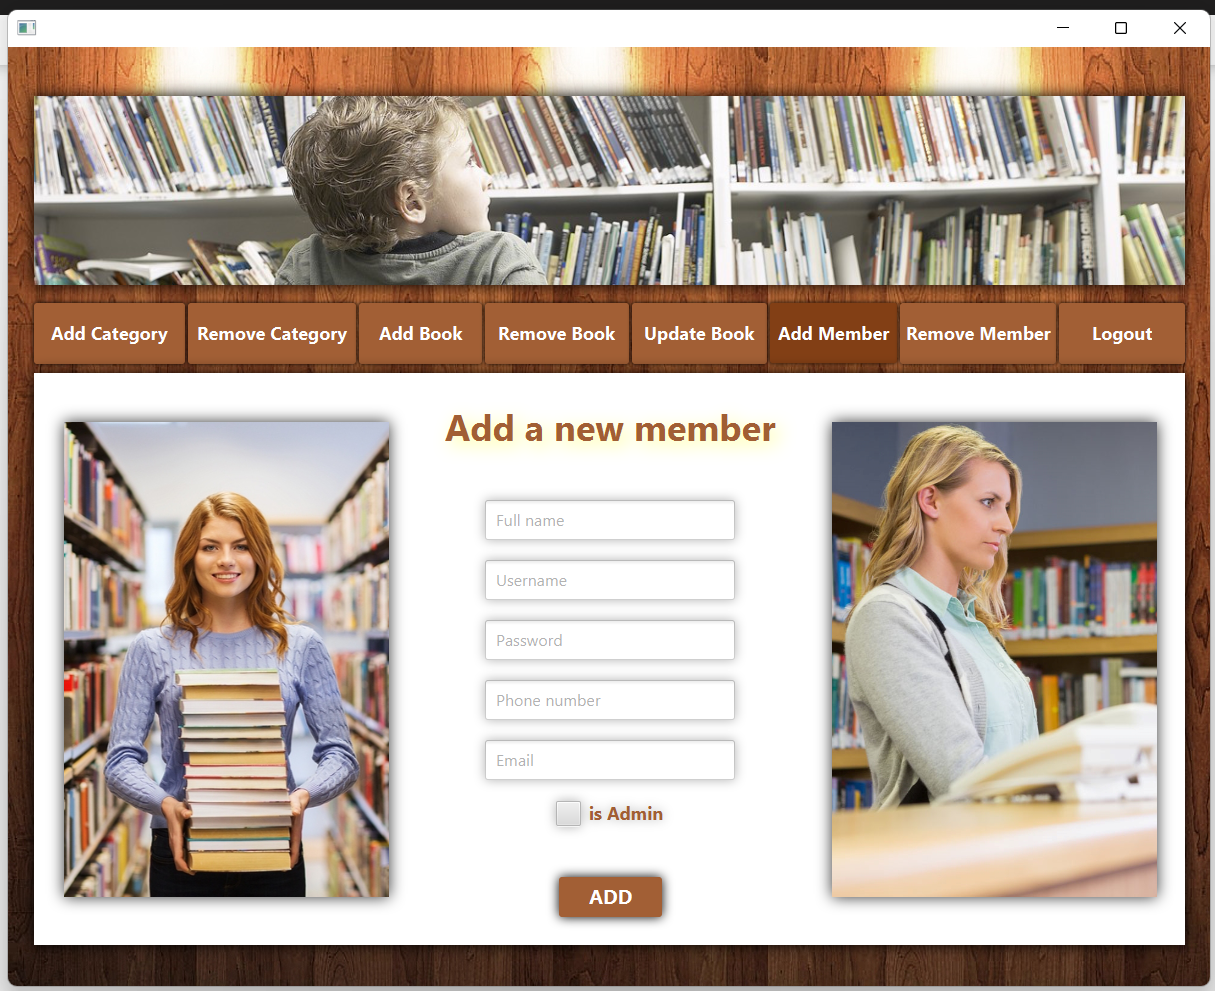 Add Category Remove Category Add Book Remove Book Update Book Add Member Remove Member Logout
Add a new member
Full name
Username
Password
Phone number
Email
is Admin
ADD